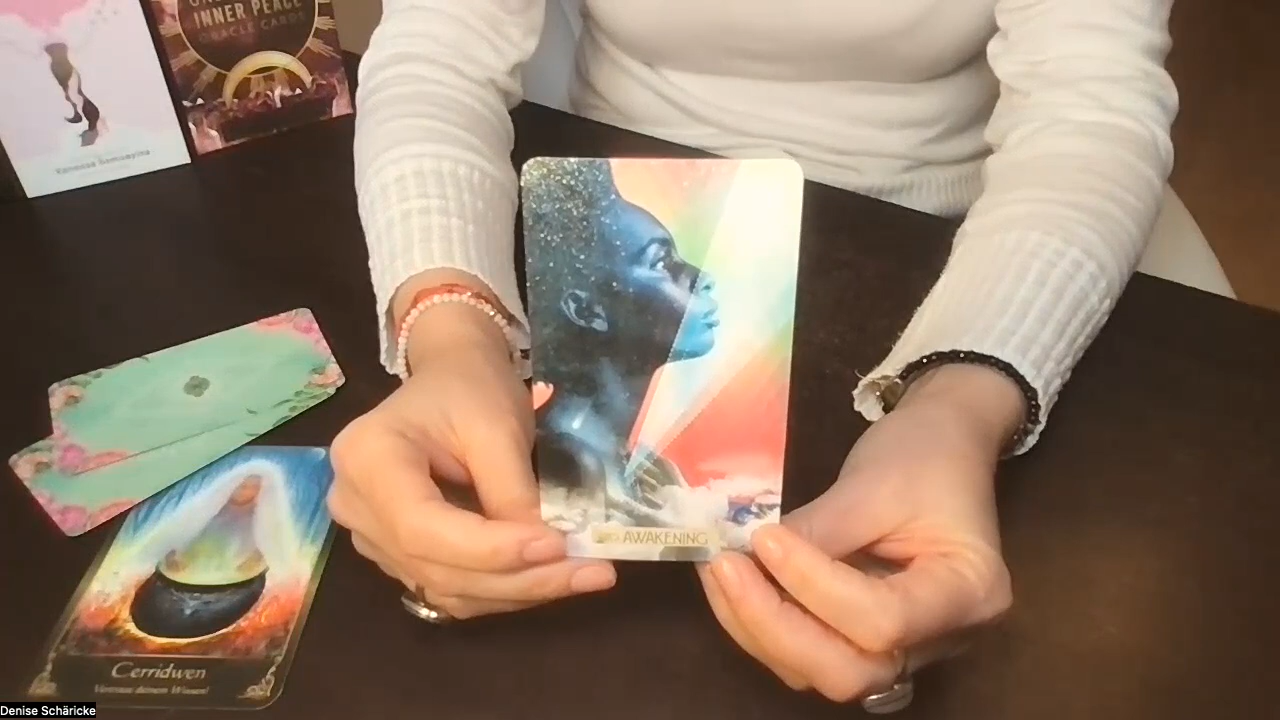 INNER PEACE
ORACLE CARDS
AWAKENING
Cerridwen
Vertraue deinem Wissen!
Denise Schäricke